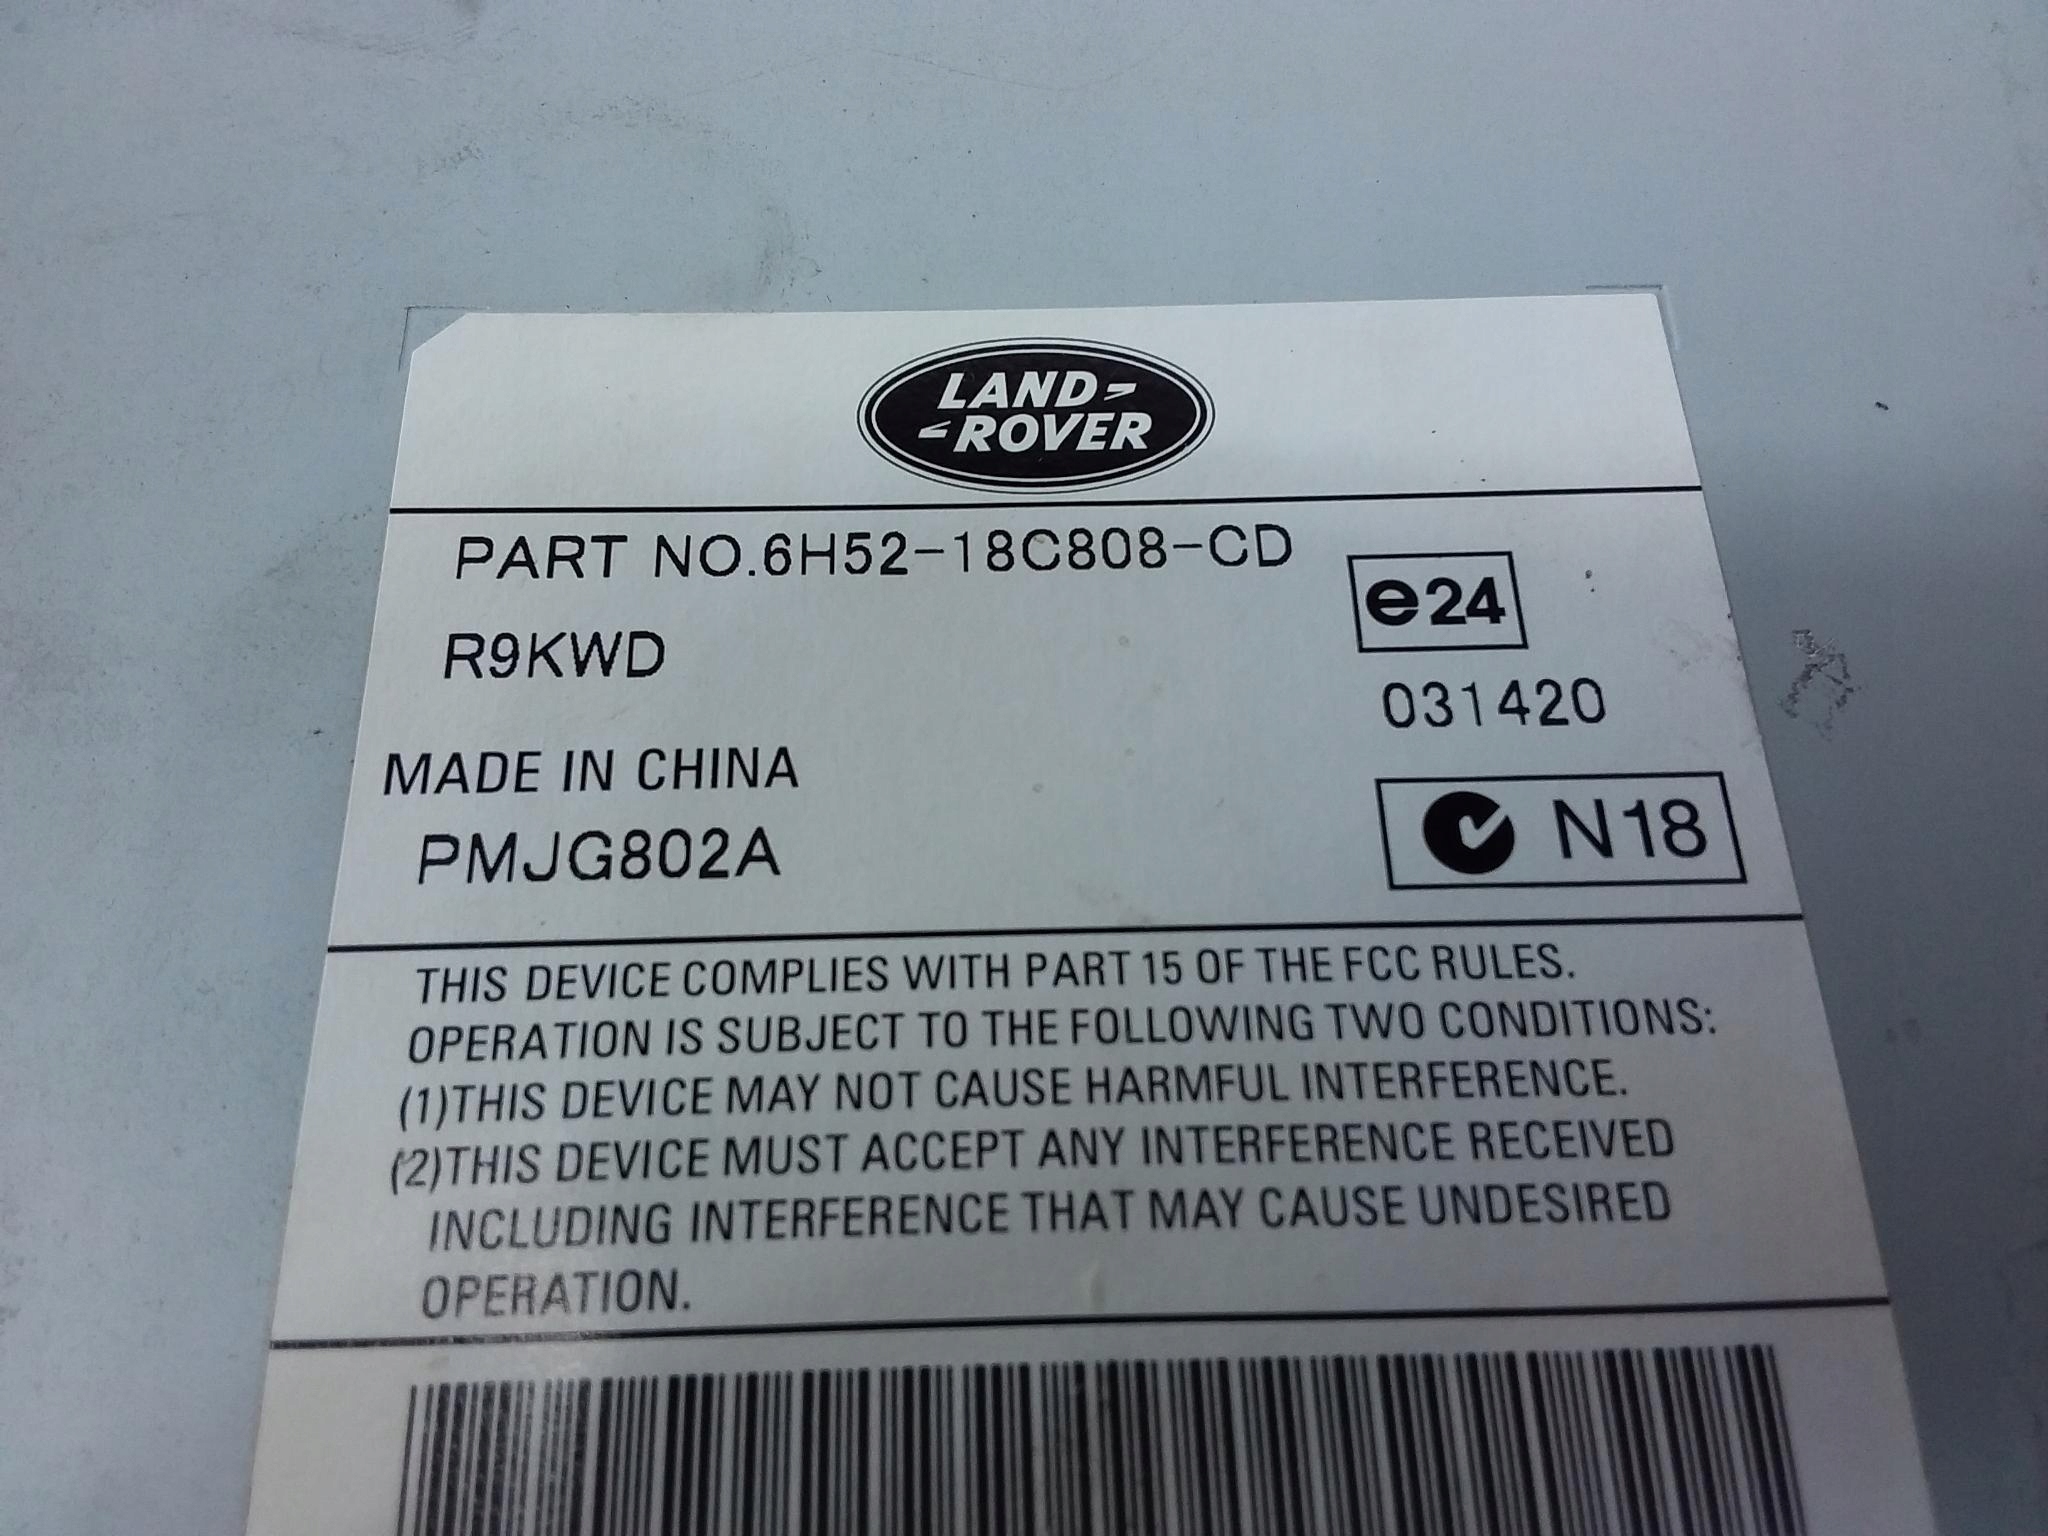 LAND
ROVER
PART NO.6H52-18C808-CD
e24
R9KWD
031420
MADE IN CHINA
N18
PMJG802A
THIS DEVICE COMPLIES WITH PART 15 OF THE FCC RULES.
OPERATION IS SUBJECT TO THE FOLLOWING TWO CONDITIONS:
(1)THIS DEVICE MAY NOT CAUSE HARMFUL INTERFERENCE.
(2)THIS DEVICE MUST ACCEPT ANY INTERFERENCE RECEIVED
INCLUDING INTERFERENCE THAT MAY CAUSE UNDESIRED
OPERATION.